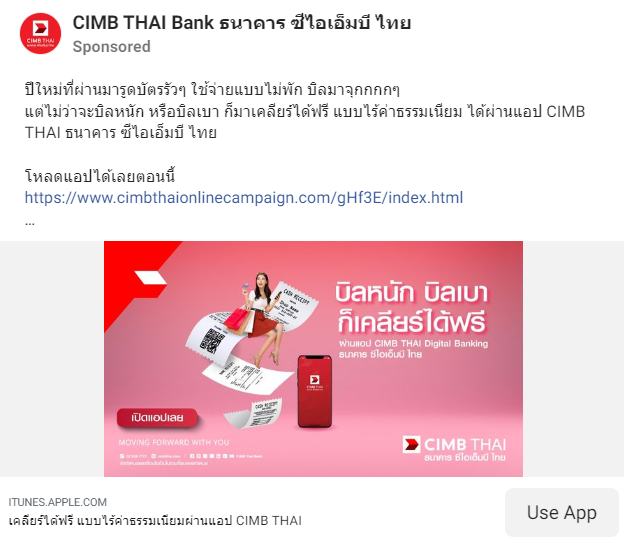 CIMB THAI Bank ธนาคาร ซีไอเอ็มบี ไทย
Sponsored
ปีใหม่ที่ผ่านมารูดบัตรรัวๆ ใช้จ่ายแบบไม่พัก บิลมาจุกกกกๆ
แต่ไม่ว่าจะบิลหนัก หรือบิลเบา ก็มาเคลียร์ได้ฟรี แบบไร้ค่าธรรมเนียม ได้ผ่านแอป CIMB
THAI ธนาคาร ซีไอเอ็มบี ไทย
โหลดแอปได้เลยตอนนี้
https://www.cimbthaionlinecampaign.com/gHf3E/index.html
...
CASH RECEIPT
บิลหนัก บิลเบา
ก็เคลียร์ได้ฟรี
ผ่านแอป CIMB THAI Digital Banking
ธนาคาร ซีไอเอ็มบี ไทย
CIMB THAI
CASH RECEIPT
เปิดแอปเลย
MOVING FORWARD WITH YOU
CIMB THAI
ธนาคาร ซีไอเอ็มบี ไทย
ITUNES.APPLE.COM
เคลียร์ได้ฟรี แบบไร้ค่าธรรมเนียมผ่านแอป CIMB THAI
Use App